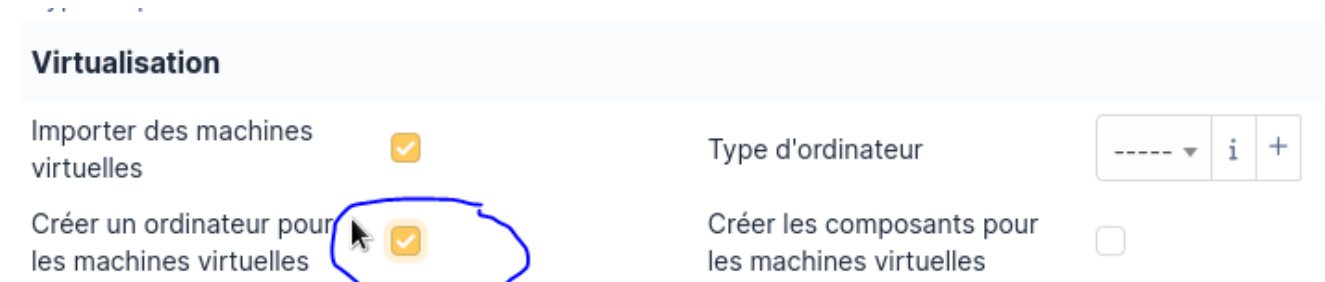 Virtualisation
Importer des machines
virtuelles
Type d'ordinateur
-----
i
+
Créer un ordinateur pour
les machines virtuelles
Créer les composants pour
les machines virtuelles